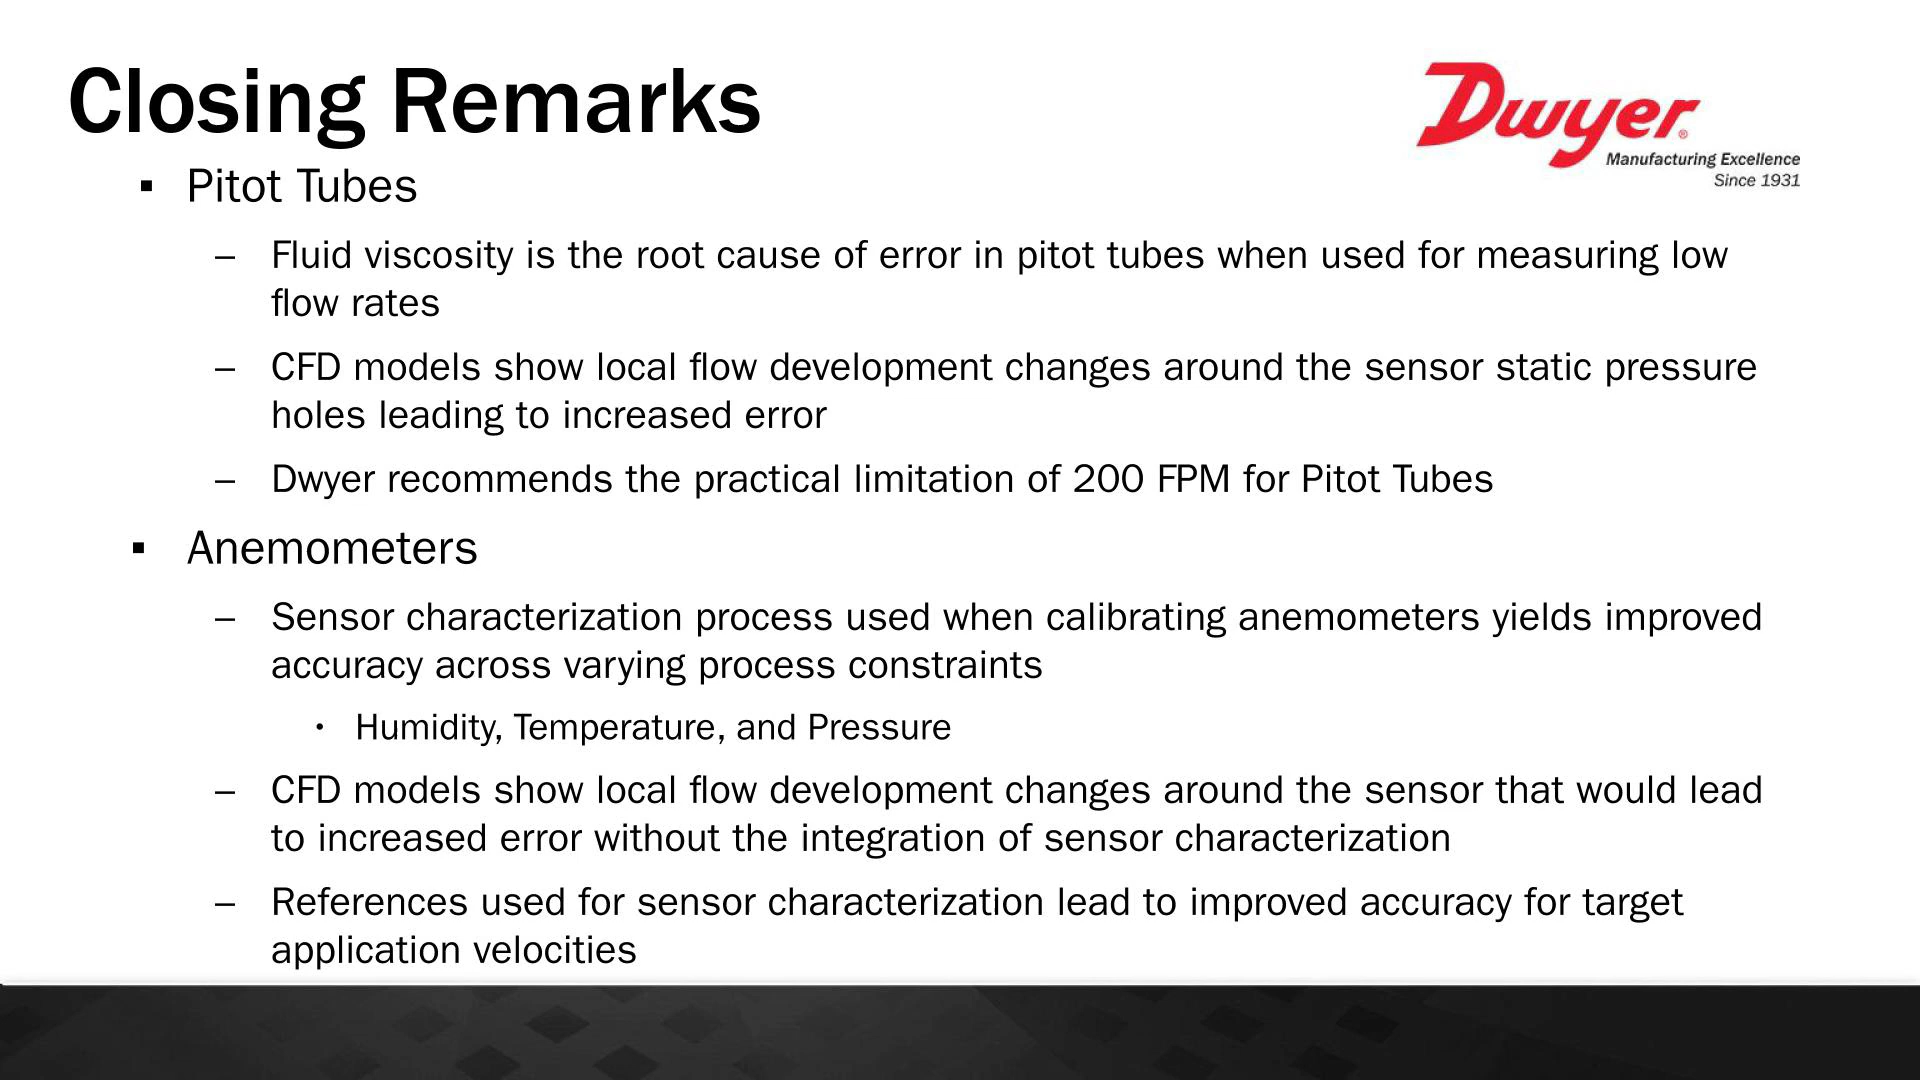 Closing Remarks
Dwyer®
Manufacturing Excellence
Since 1931
▪ Pitot Tubes
– Fluid viscosity is the root cause of error in pitot tubes when used for measuring low
flow rates
– CFD models show local flow development changes around the sensor static pressure
holes leading to increased error
– Dwyer recommends the practical limitation of 200 FPM for Pitot Tubes
▪ Anemometers
– Sensor characterization process used when calibrating anemometers yields improved
accuracy across varying process constraints
• Humidity, Temperature, and Pressure
– CFD models show local flow development changes around the sensor that would lead
to increased error without the integration of sensor characterization
– References used for sensor characterization lead to improved accuracy for target
application velocities